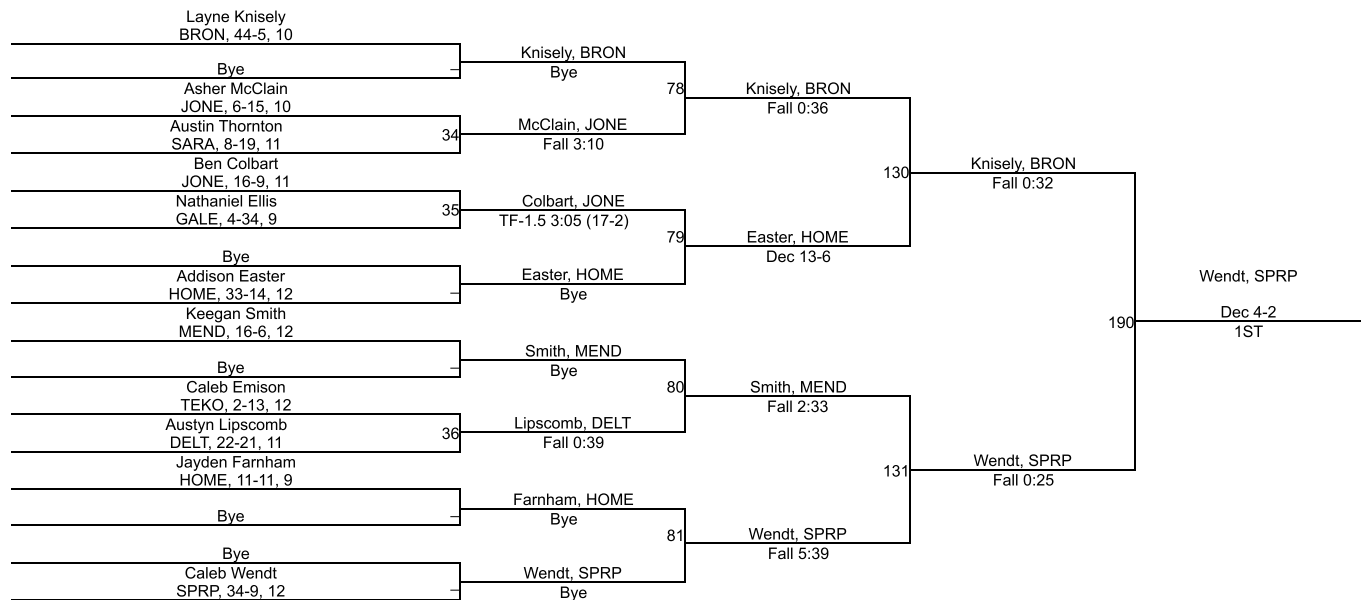 Layne Knisely
BRON, 44-5, 10
Bye
Asher McClain
JONE, 6-15, 10
Austin Thornton
SARA, 8-19, 11
Ben Colbart
JONE, 16-9, 11
Nathaniel Ellis
GALE, 4-34, 9
Bye
Addison Easter
HOME, 33-14, 12
Keegan Smith
MEND, 16-6, 12
Bye
Caleb Emison
TEKO, 2-13, 12
Austyn Lipscomb
DELT, 22-21, 11
Jayden Farnham
HOME, 11-11, 9
Bye
Bye
Caleb Wendt
SPRP, 34-9, 12
–
34
35
–
–
36
–
–
Knisely, BRON
Bye
McClain, JONE
Fall 3:10
Colbart, JONE
TF-1.5 3:05 (17-2)
Easter, HOME
Bye
Smith, MEND
Bye
Lipscomb, DELT
Fall 0:39
Farnham, HOME
Bye
Wendt, SPRP
Bye
78
79
80
81
Knisely, BRON
Fall 0:36
Easter, HOME
Dec 13-6
Smith, MEND
Fall 2:33
Wendt, SPRP
Fall 5:39
130
131
Knisely, BRON
Fall 0:32
Wendt, SPRP
Fall 0:25
190
Wendt, SPRP
Dec 4-2
1ST